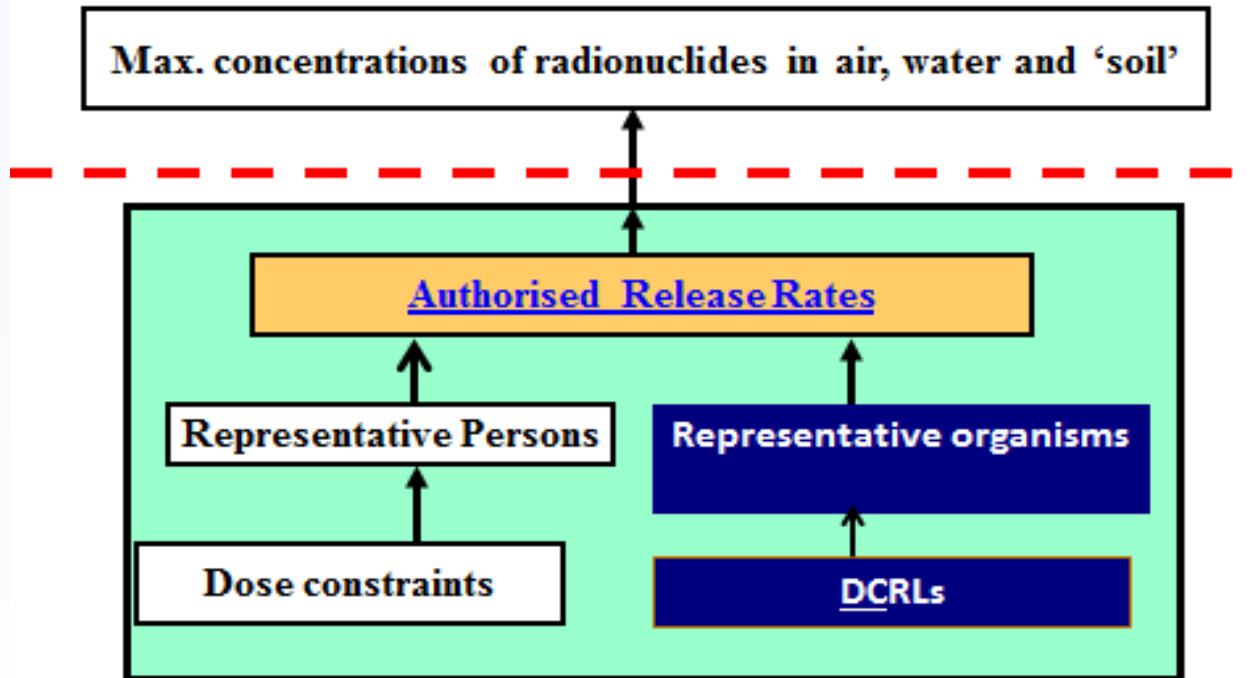 Max. concentrations of radionuclides in air, water and ‘soil’
Authorised Release Rates
Representative Persons
Representative organisms
Dose constraints
DCRLs